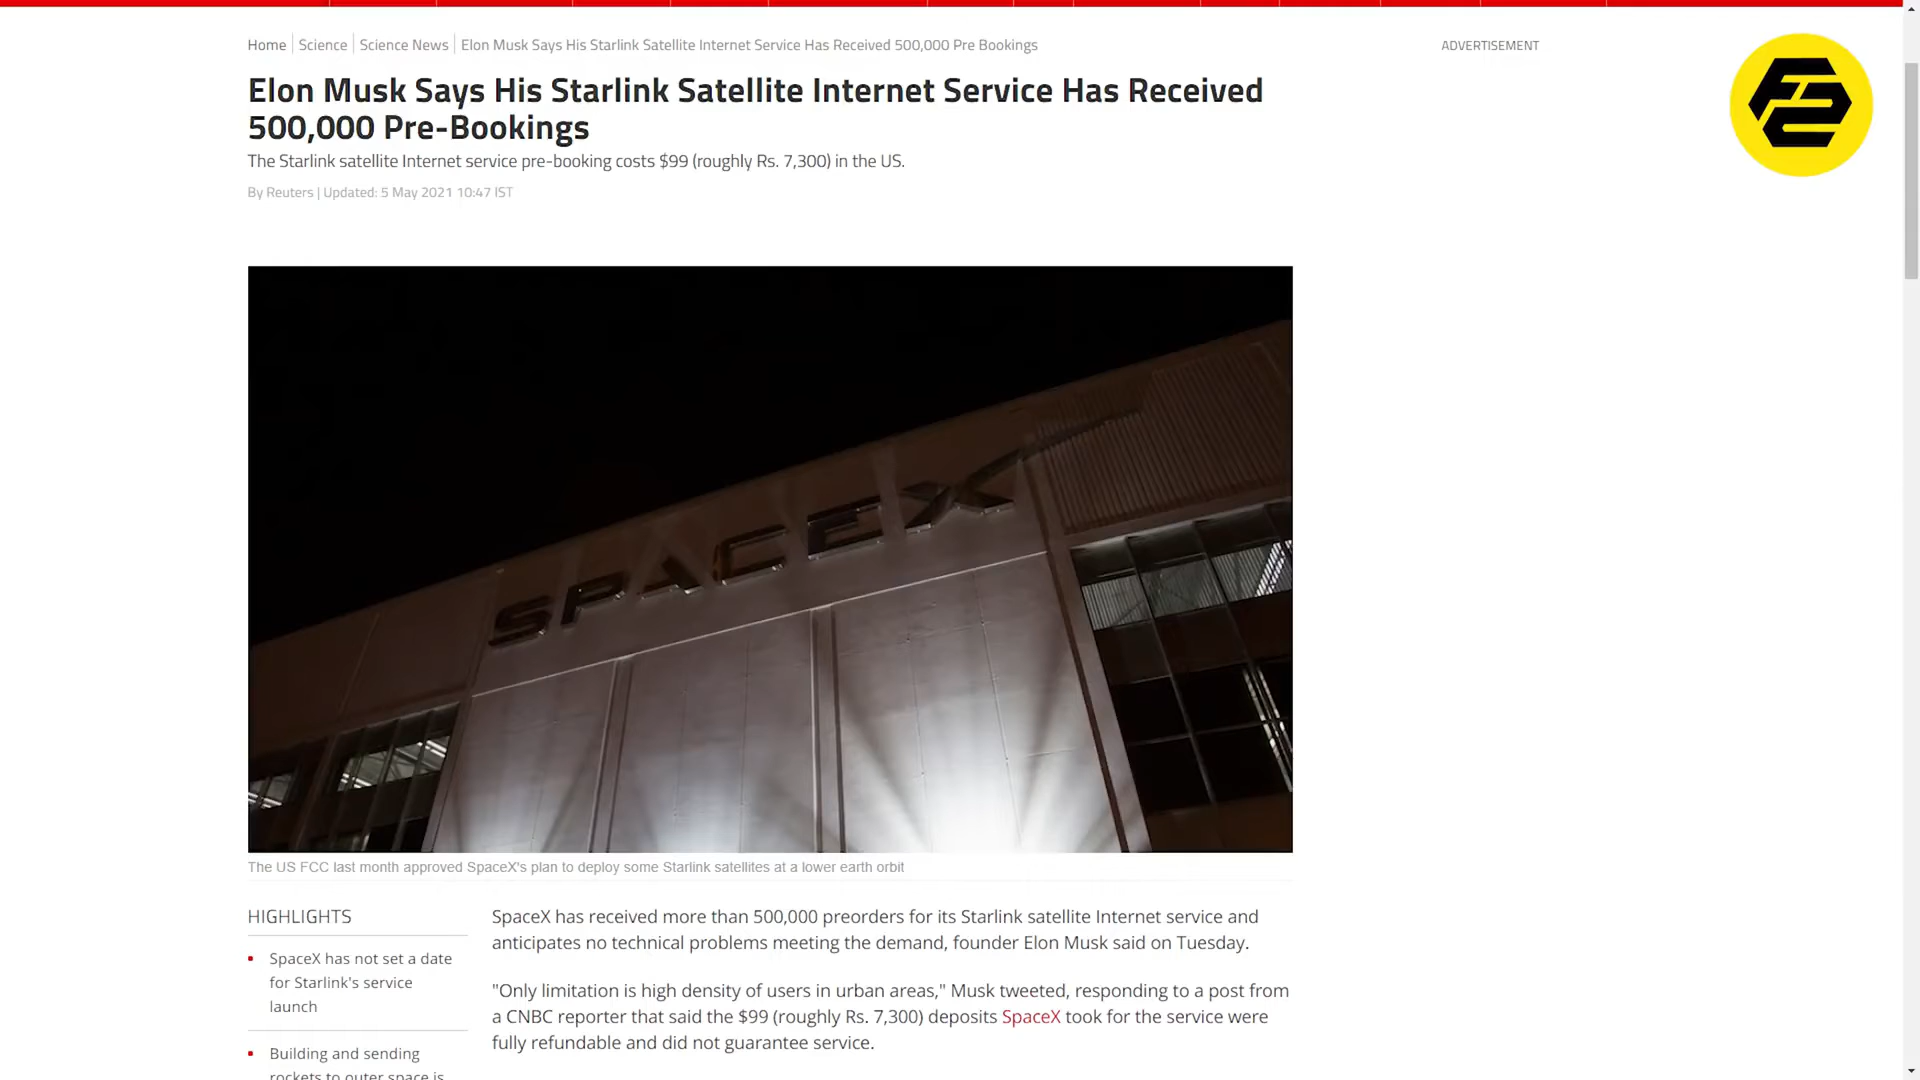 Home Science Science News Elon Musk Says His Starlink Satellite Internet Service Has Received 500,000 Pre Bookings
ADVERTISEMENT
Elon Musk Says His Starlink Satellite Internet Service Has Received
500,000 Pre-Bookings
The Starlink satellite Internet service pre-booking costs $99 (roughly Rs. 7,300) in the US.
By Reuters | Updated: 5 May 2021 10:47 IST
SPACEX
The US FCC last month approved SpaceX's plan to deploy some Starlink satellites at a lower earth orbit
HIGHLIGHTS
SpaceX has not set a date
for Starlink's service
launch
Building and sending
rockets to outer space is
SpaceX has received more than 500,000 preorders for its Starlink satellite Internet service and
anticipates no technical problems meeting the demand, founder Elon Musk said on Tuesday.
"Only limitation is high density of users in urban areas," Musk tweeted, responding to a post from
a CNBC reporter that said the $99 (roughly Rs. 7,300) deposits SpaceX took for the service were
fully refundable and did not guarantee service.